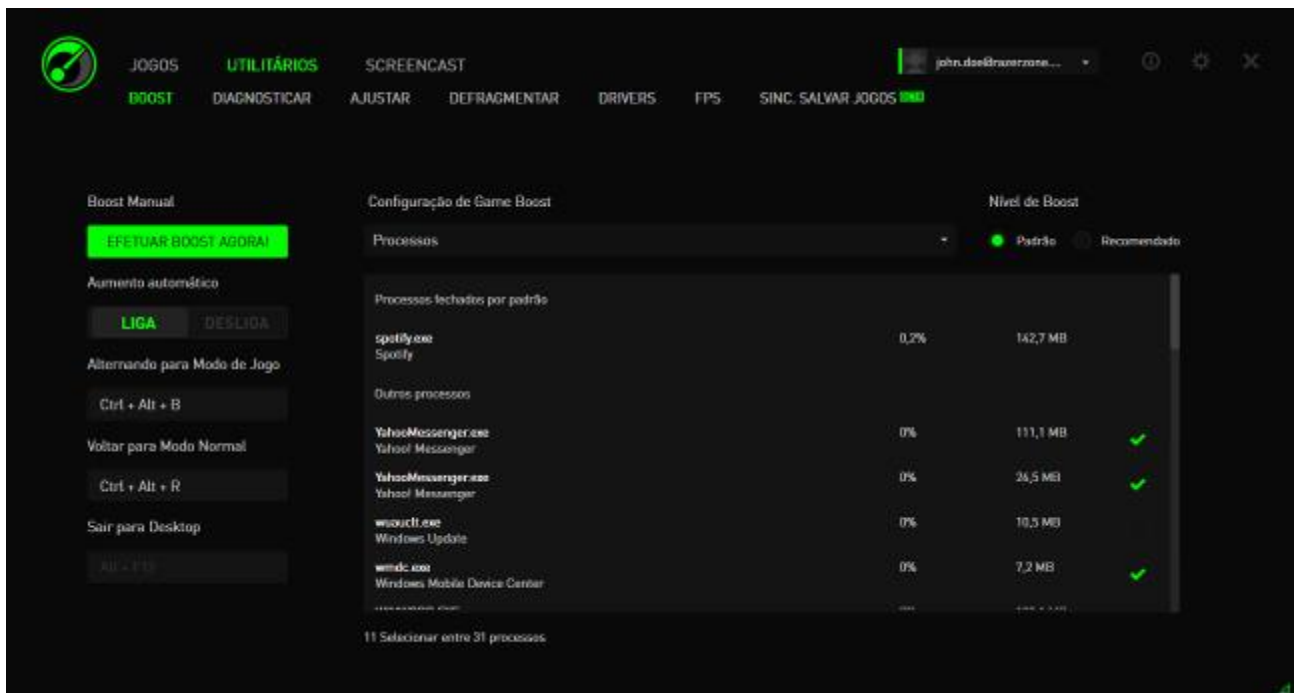 JOGOS UTILITÁRIOS SCREENCAST john.doe@razerzone...
BOOST DIAGNOSTICAR AJUSTAR DEFRAGMENTAR DRIVERS FPS SINC. SALVAR JOGOS
Boost Manual Configuração de Game Boost Nível de Boost
EFETUAR BOOST AGORA! Processos Padrão Recomendado
Aumento automático
LIGA DESLIGA
Processos fechados por padrão
spotify.exe 0,2% 142,7 MB
Spotify
Alternando para Modo de Jogo
Ctrl + Alt + B
Outros processos
YahooMessenger.exe 0% 111,1 MB
Yahoo! Messenger
Voltar para Modo Normal
Ctrl + Alt + R
YahooMessenger.exe 0% 26,5 MB
Yahoo! Messenger
Sair para Desktop
wuauclt.exe 0% 10,5 MB
Windows Update
wmdc.exe 0% 7,2 MB
Windows Mobile Device Center
11 Selecionar entre 31 processos